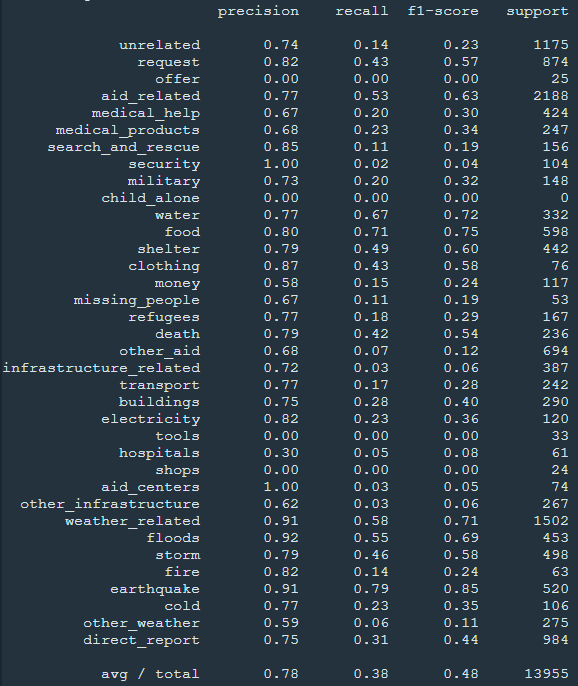 precision recall f1-score support
unrelated 0.74 0.14 0.23 1175
request 0.82 0.43 0.57 874
offer 0.00 0.00 0.00 25
aid_related 0.77 0.53 0.63 2188
medical_help 0.67 0.20 0.30 424
medical_products 0.68 0.23 0.34 247
search_and_rescue 0.85 0.11 0.19 156
security 1.00 0.02 0.04 104
military 0.73 0.20 0.32 148
child_alone 0.00 0.00 0.00 0
water 0.77 0.67 0.72 332
food 0.80 0.71 0.75 598
shelter 0.79 0.49 0.60 442
clothing 0.87 0.43 0.58 76
money 0.58 0.15 0.24 117
missing_people 0.67 0.11 0.19 53
refugees 0.77 0.18 0.29 167
death 0.79 0.42 0.54 236
other_aid 0.68 0.07 0.12 694
infrastructure_related 0.72 0.03 0.06 387
transport 0.77 0.17 0.28 242
buildings 0.75 0.28 0.40 290
electricity 0.82 0.23 0.36 120
tools 0.00 0.00 0.00 33
hospitals 0.30 0.05 0.08 61
shops 0.00 0.00 0.00 24
aid_centers 1.00 0.03 0.05 74
other_infrastructure 0.62 0.03 0.06 267
weather_related 0.91 0.58 0.71 1502
floods 0.92 0.55 0.69 453
storm 0.79 0.46 0.58 498
fire 0.82 0.14 0.24 63
earthquake 0.91 0.79 0.85 520
cold 0.77 0.23 0.35 106
other_weather 0.59 0.06 0.11 275
direct_report 0.75 0.31 0.44 984
avg / total 0.78 0.38 0.48 13955